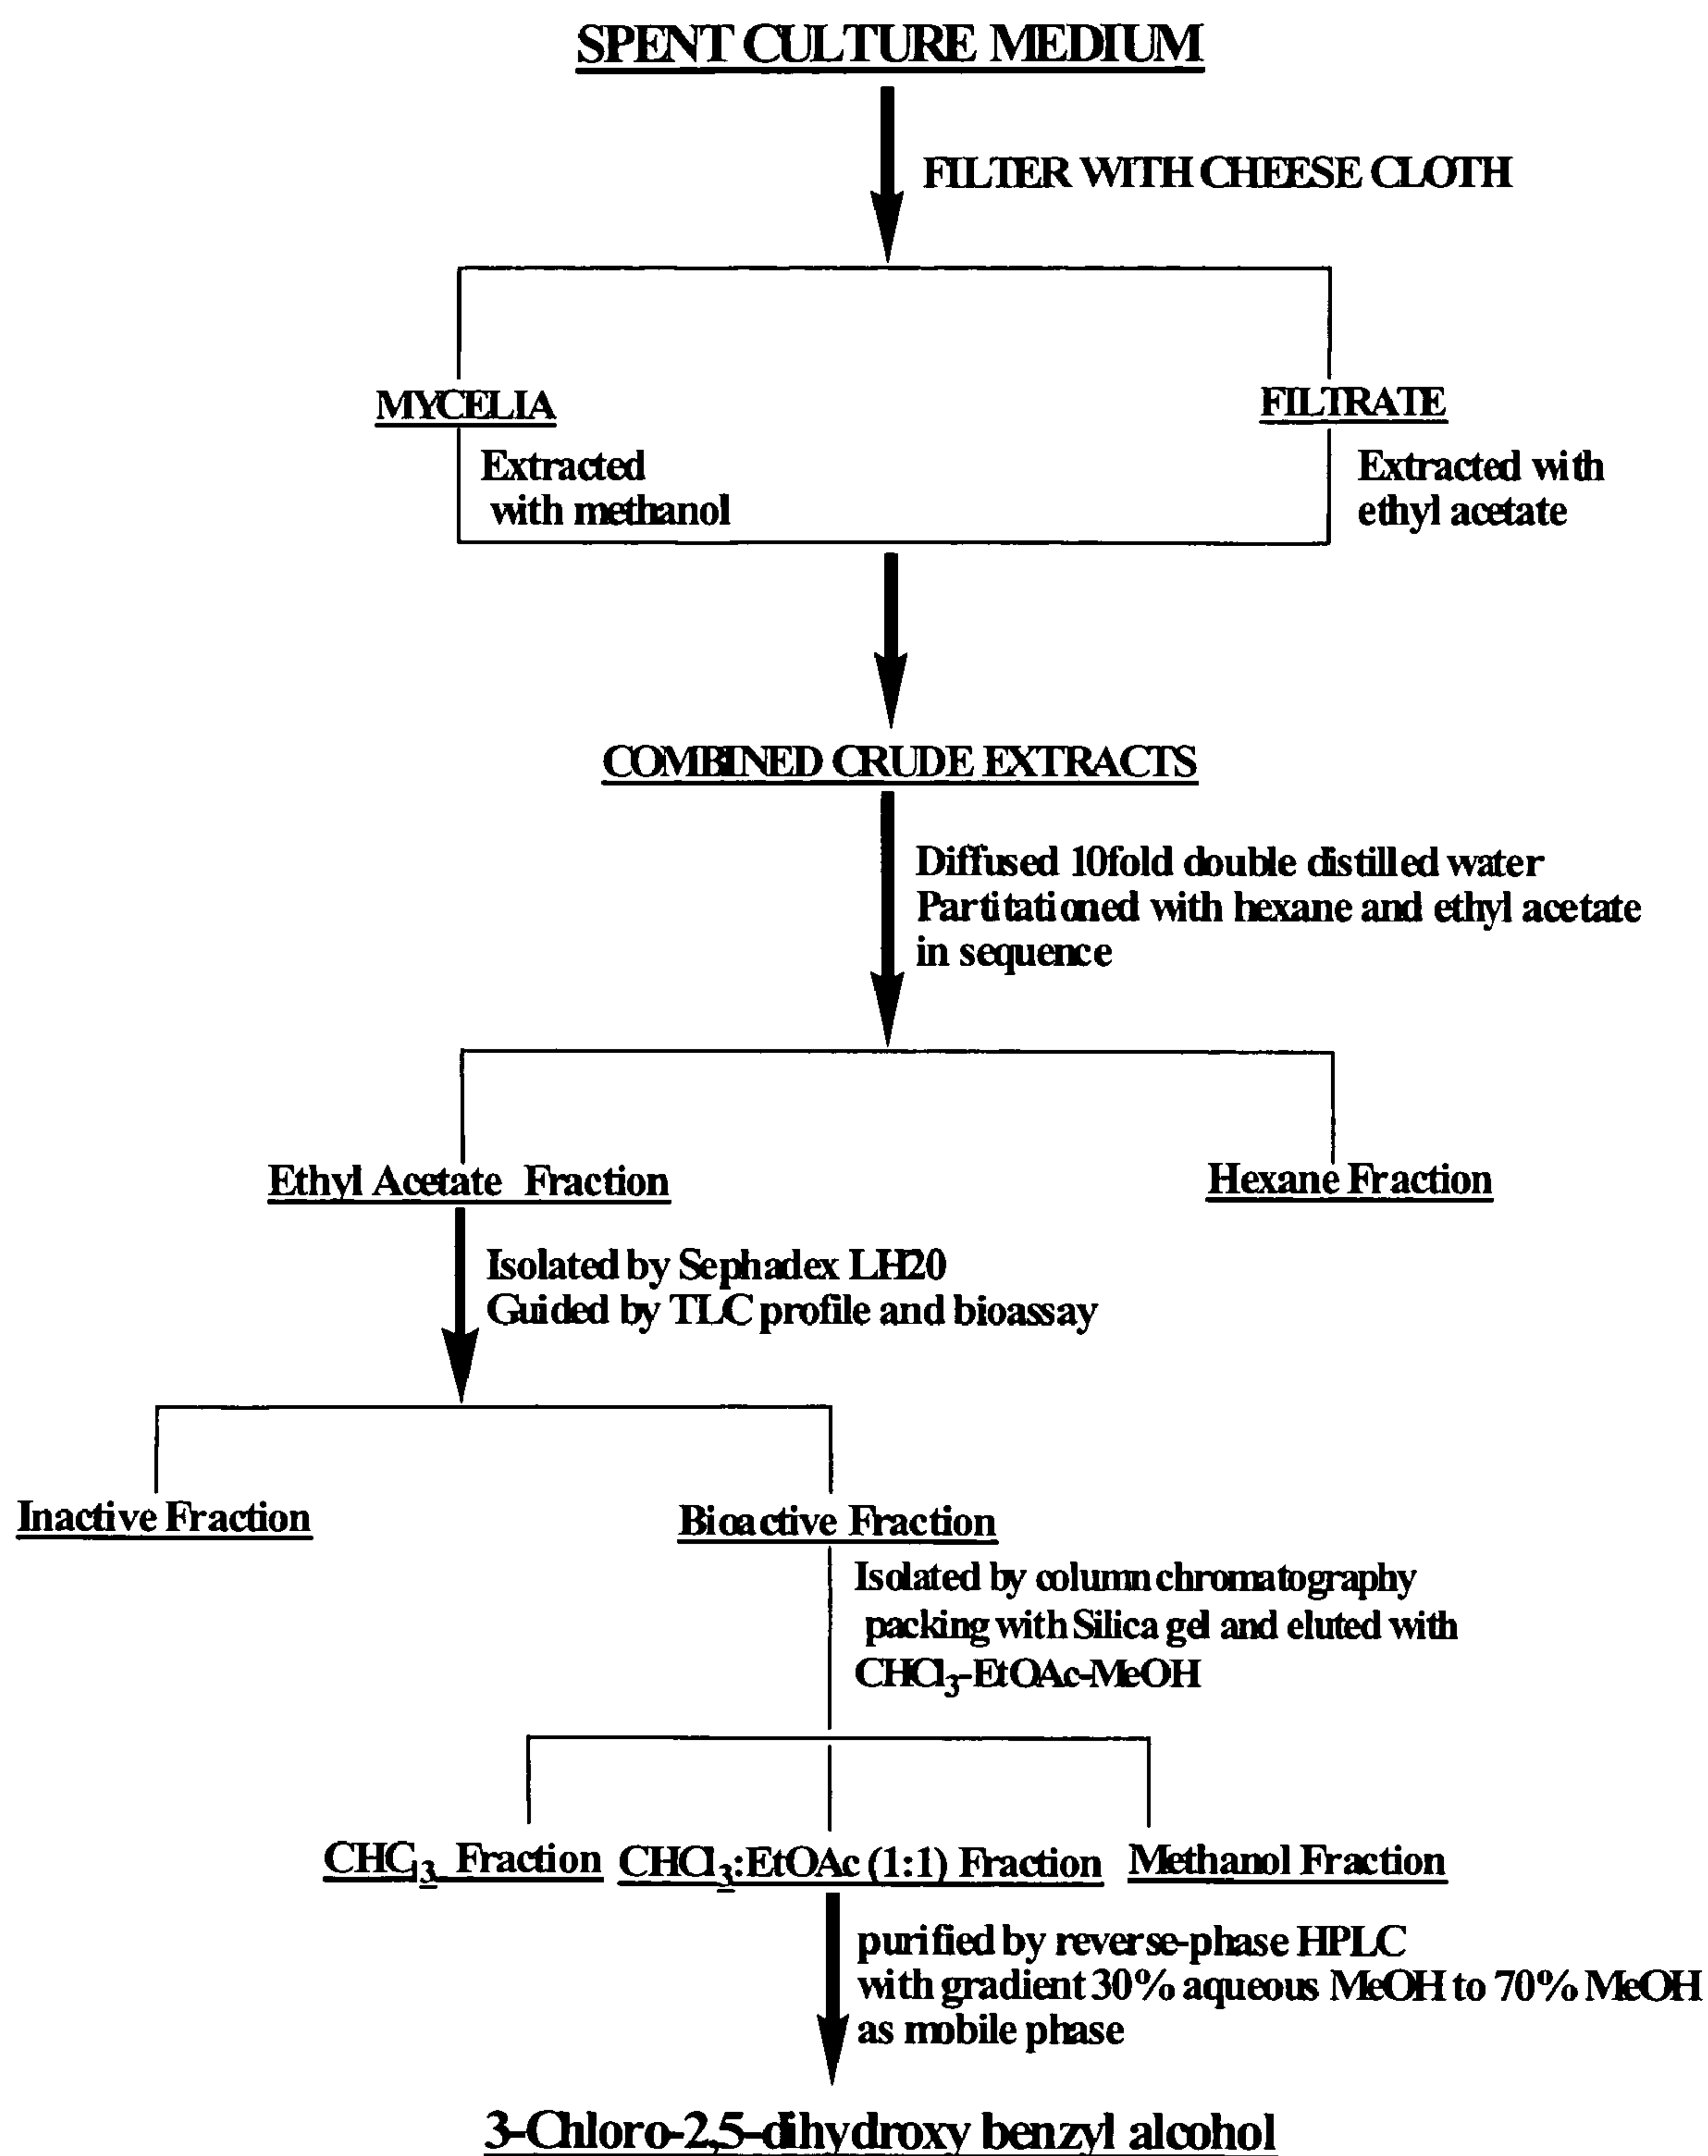 SPENT CULTURE MEDIUM
FILTER WITH CHEESE CLOTH
MYCELIA
FILTRATE
Extracted
with methanol
Extracted with
ethyl acetate
COMBINED CRUDE EXTRACTS
Diffused 10fold double distilled water
Partitationed with hexane and ethyl acetate
in sequence
Ethyl Acetate Fraction
Hexane Fraction
Isolated by Sephadex LH20
Guided by TLC profile and bioassay
Inactive Fraction
Bioactive Fraction
Isolated by column chromatography
packing with Silica gel and eluted with
CHCl3-EtOAc-MeOH
CHCl3 Fraction
CHCl3:EtOAc (1:1) Fraction
Methanol Fraction
purified by reverse-phase HPLC
with gradient 30% aqueous MeOH to 70% MeOH
as mobile phase
3-Chloro-2,5-dihydroxy benzyl alcohol